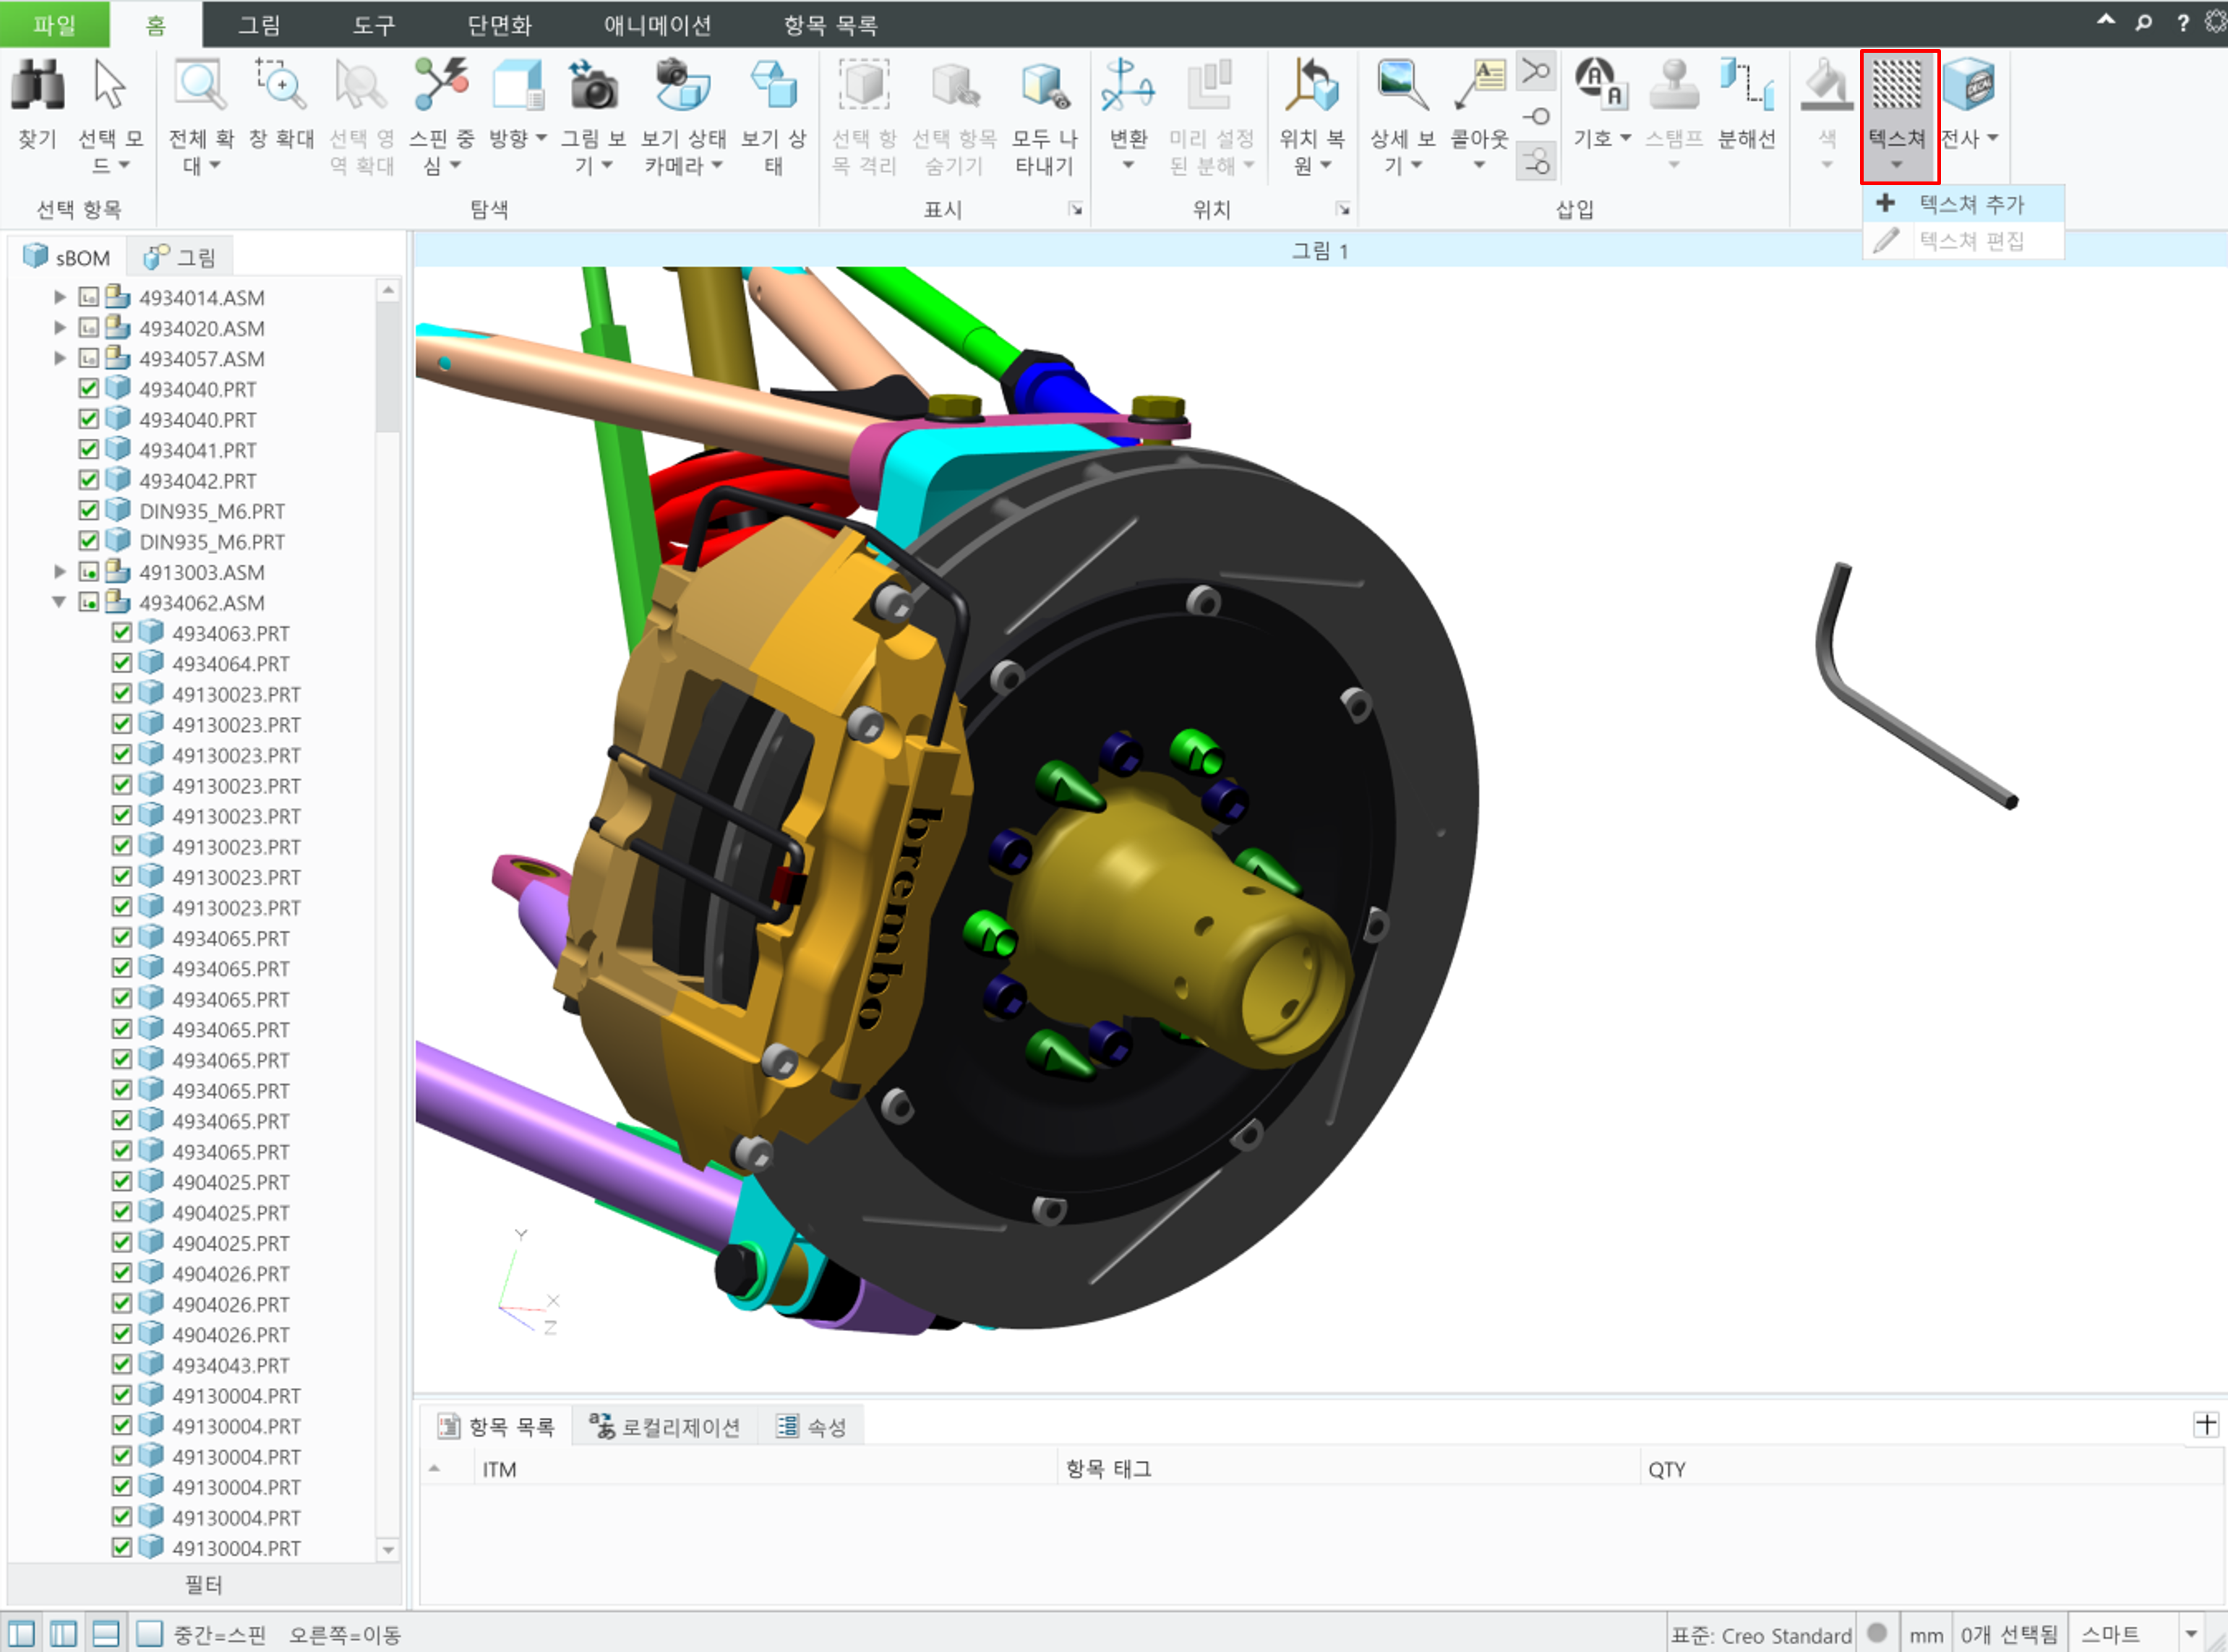 파일 홈 그림 도구 단면화 애니메이션 항목 목록
찾기 선택 모드 전체 확대 창 확대 선택 영역 확대 스핀 중심 방향 그림 보기 보기 상태 카메라 보기 상태 선택 항목 격리 선택 항목 숨기기 모두 나타내기 변환 미리 설정된 분해 위치 복원 상세 보기 콜아웃 기호 스탬프 분해선 색 텍스쳐 전사
선택 항목 탐색 표시 위치 삽입
텍스쳐 추가
텍스쳐 편집
sBOM 그림
그림 1
4934014.ASM
4934020.ASM
4934057.ASM
4934040.PRT
4934040.PRT
4934041.PRT
4934042.PRT
DIN935_M6.PRT
DIN935_M6.PRT
4913003.ASM
4934062.ASM
4934063.PRT
4934064.PRT
49130023.PRT
49130023.PRT
49130023.PRT
49130023.PRT
49130023.PRT
49130023.PRT
49130023.PRT
49130023.PRT
4934065.PRT
4934065.PRT
4934065.PRT
4934065.PRT
4934065.PRT
4934065.PRT
4934065.PRT
4934065.PRT
4904025.PRT
4904025.PRT
4904025.PRT
4904026.PRT
4904026.PRT
4904026.PRT
4934043.PRT
49130004.PRT
49130004.PRT
49130004.PRT
49130004.PRT
49130004.PRT
49130004.PRT
필터
brembo
Y
X
Z
항목 목록 로컬리제이션 속성
ITM 항목 태그 QTY
중간=스핀 오른쪽=이동 표준: Creo Standard mm 0개 선택됨 스마트